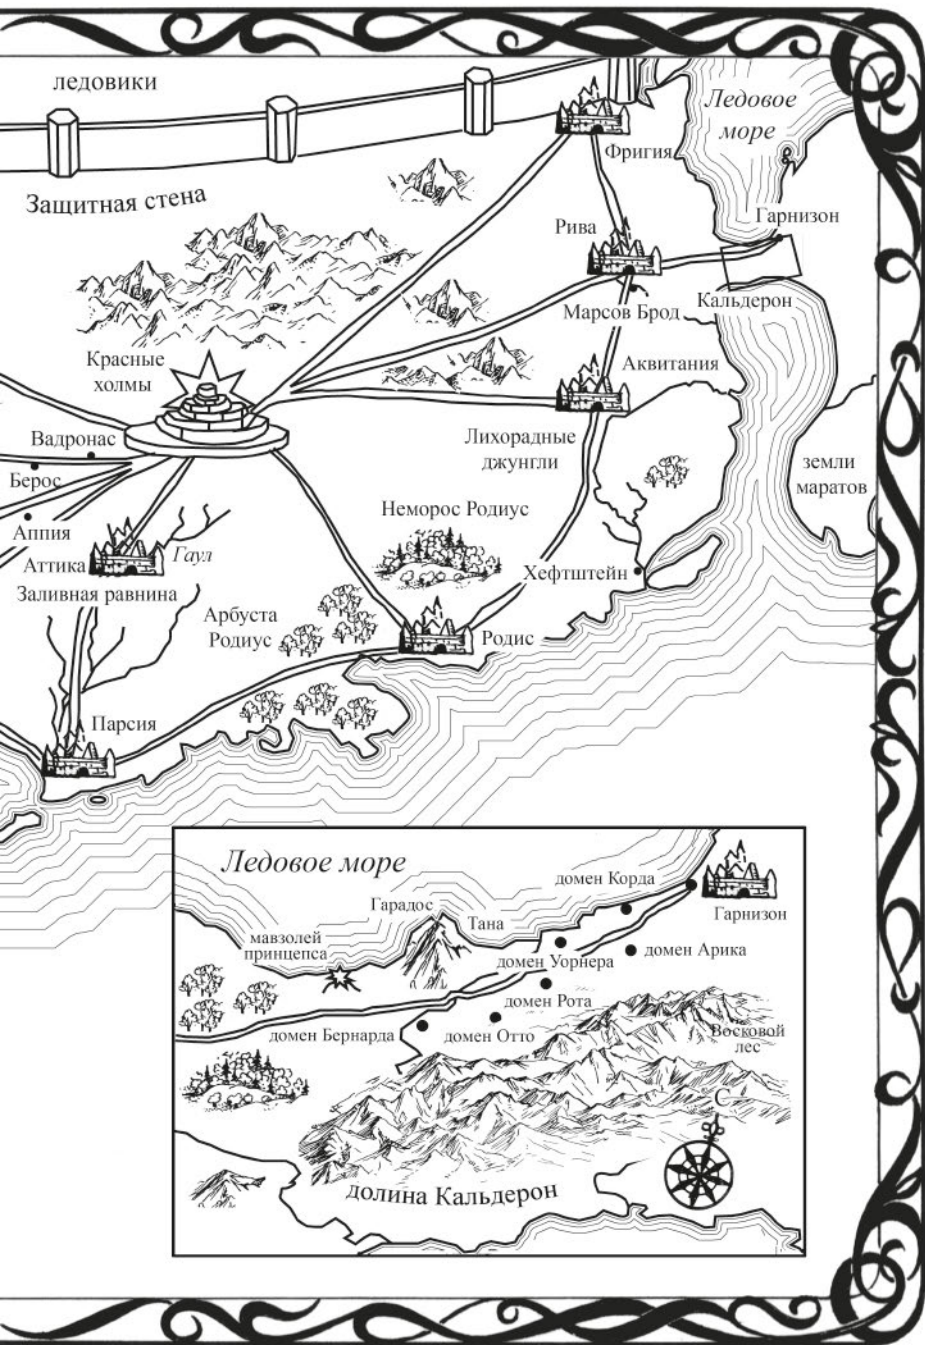 ледовики
Ледовое
море
Фригия
Защитная стена
Гарнизон
Рива
Кальдерон
Марсов Брод
Красные
холмы
Аквитания
Вадронас
Берос
Лихорадные
джунгли
земли
маратов
Неморос Родиус
Аппия
Аттика
Гаул
Хефтштейн
Заливная равнина
Арбуста
Родиус
Родис
Парсия
Ледовое море
домен Корда
Гарадос
Гарнизон
Тана
мавзолей
принцепса
домен Арика
домен Уорнера
домен Рота
домен Бернарда
домен Отто
Восковой
лес
С
долина Кальдерон